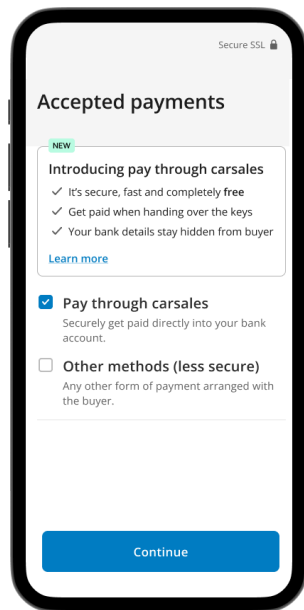 Secure SSL
Accepted payments
NEW
Introducing pay through carsales
It's secure, fast and completely free
Get paid when handing over the keys
Your bank details stay hidden from buyer
Learn more
Pay through carsales
Securely get paid directly into your bank
account.
Other methods (less secure)
Any other form of payment arranged with
the buyer.
Continue